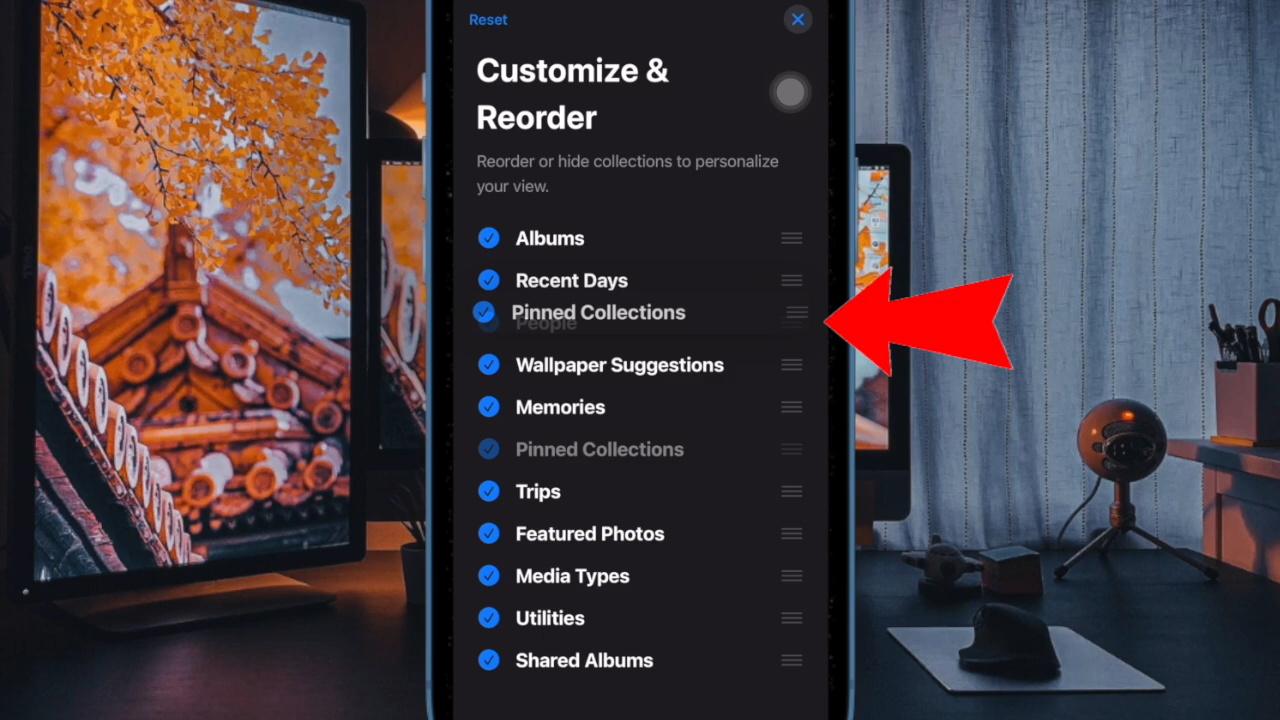 Reset
Customize &
Reorder
Reorder or hide collections to personalize
your view.
Albums
Recent Days
Pinned Collections
People
Wallpaper Suggestions
Memories
Pinned Collections
Trips
Featured Photos
Media Types
Utilities
Shared Albums